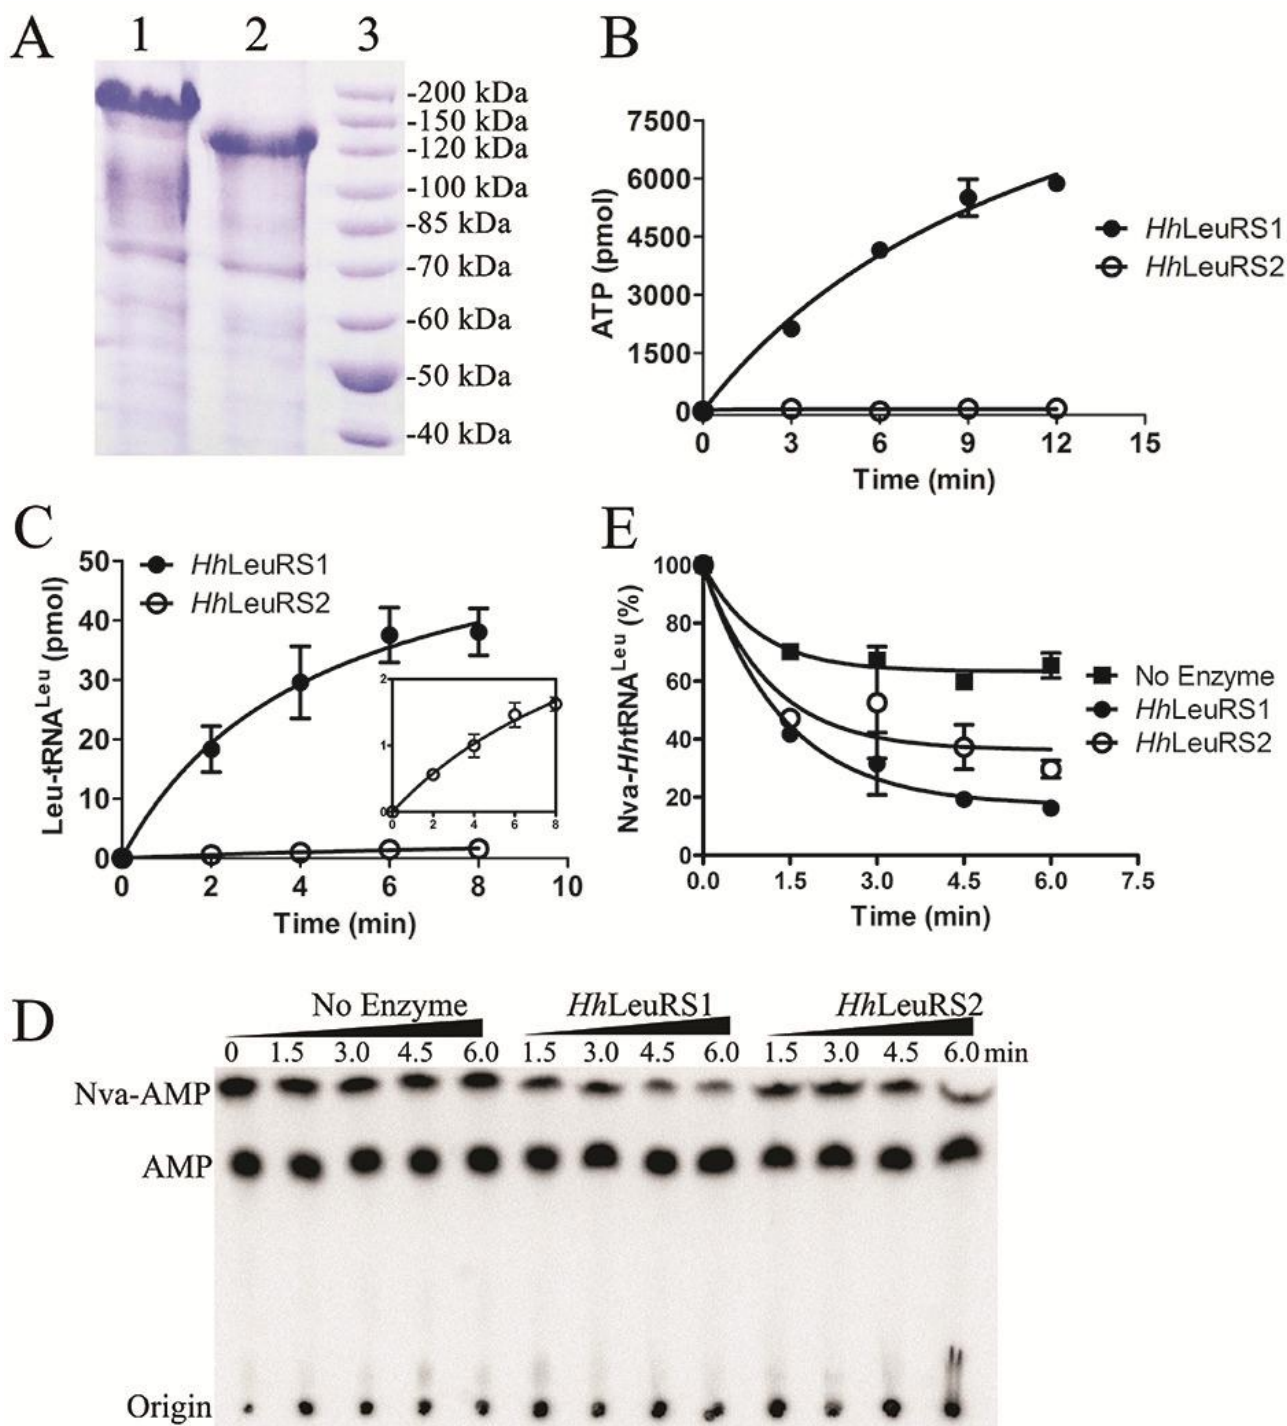 A
1 2 3
-200 kDa
-150 kDa
-120 kDa
-100 kDa
-85 kDa
-70 kDa
-60 kDa
-50 kDa
-40 kDa
B
ATP (pmol)
7500
6000
4500
3000
1500
0
0 3 6 9 12 15
Time (min)
HhLeuRS1
HhLeuRS2
C
Leu-tRNA^Leu (pmol)
50
40
30
20
10
0
0 2 4 6 8 10
Time (min)
HhLeuRS1
HhLeuRS2
2
1
0
0 2 4 6 8
E
Nva-HhtRNA^Leu (%)
100
80
60
40
20
0
0.0 1.5 3.0 4.5 6.0 7.5
Time (min)
No Enzyme
HhLeuRS1
HhLeuRS2
D
No Enzyme HhLeuRS1 HhLeuRS2
0 1.5 3.0 4.5 6.0 1.5 3.0 4.5 6.0 1.5 3.0 4.5 6.0 min
Nva-AMP
AMP
Origin